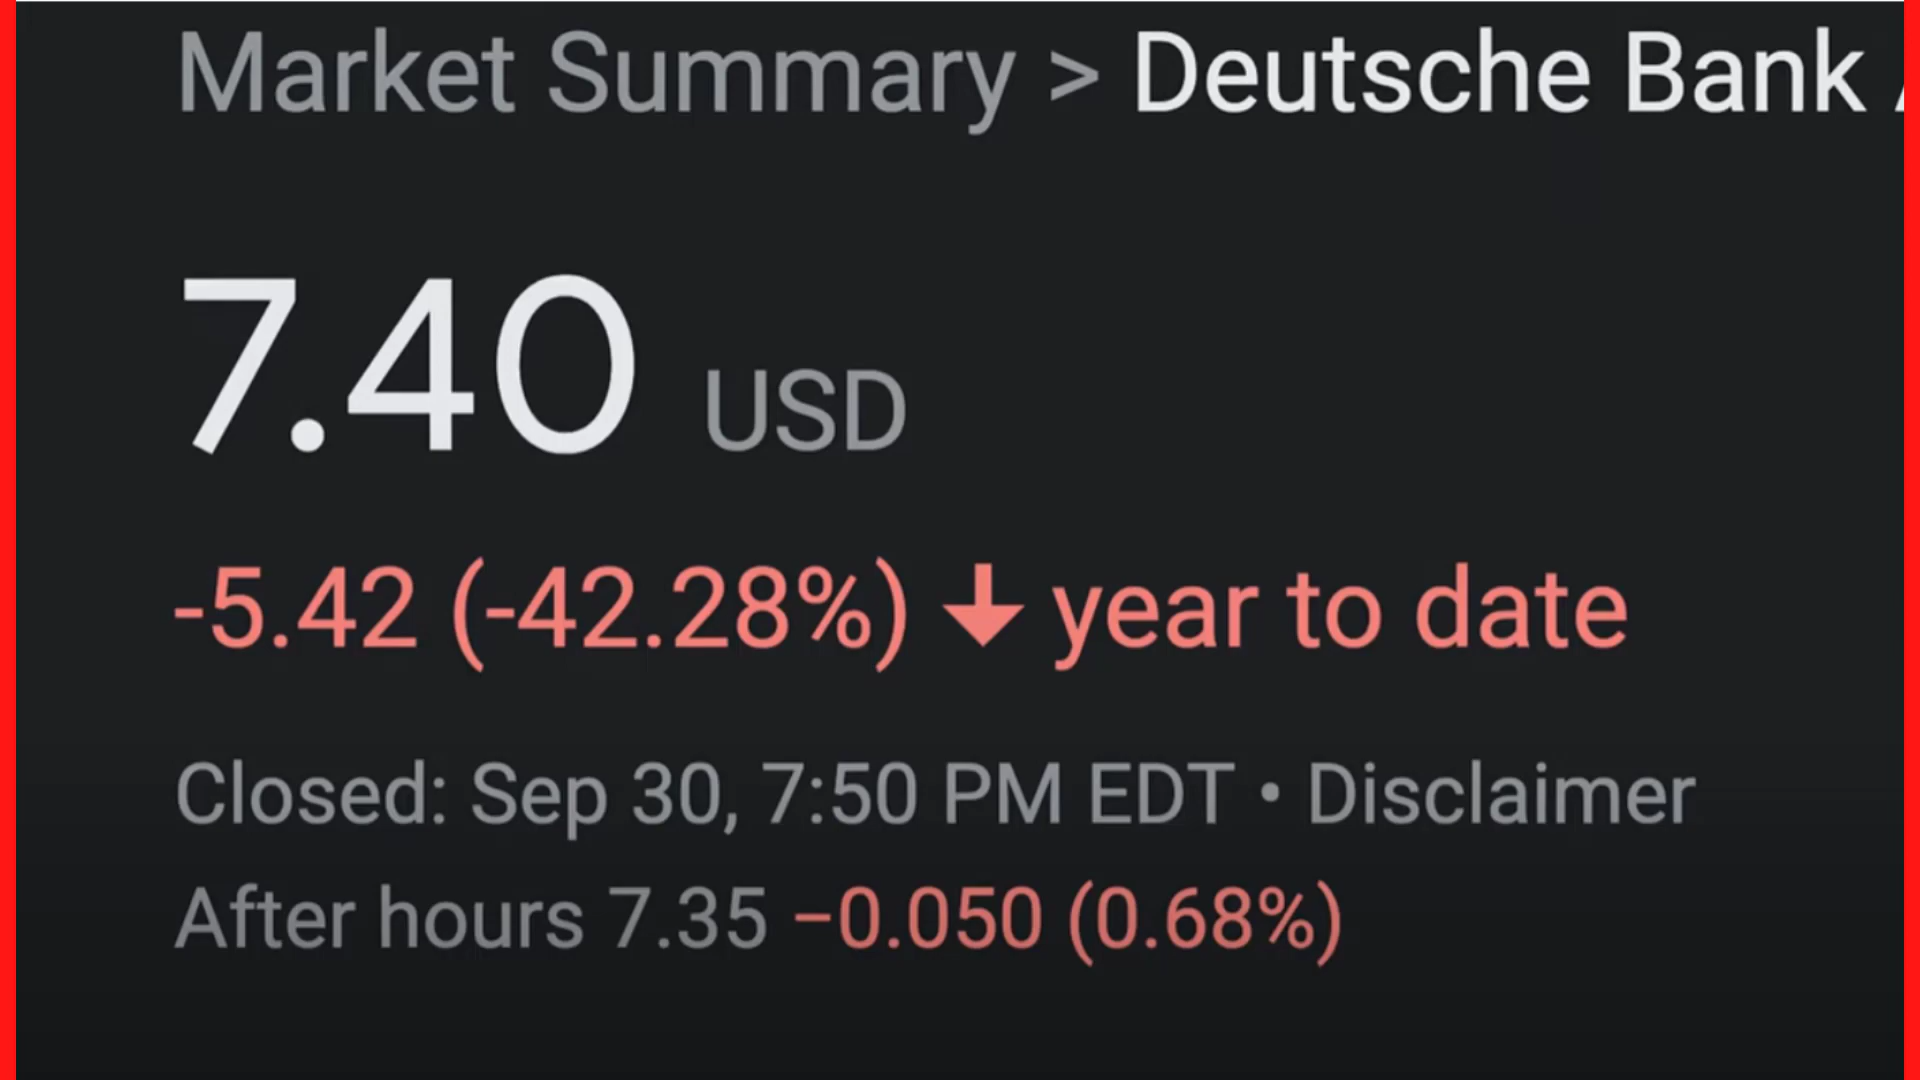 Market Summary > Deutsche Bank
7.40 USD
-5.42 (-42.28%) ↓ year to date
Closed: Sep 30, 7:50 PM EDT • Disclaimer
After hours 7.35 −0.050 (0.68%)